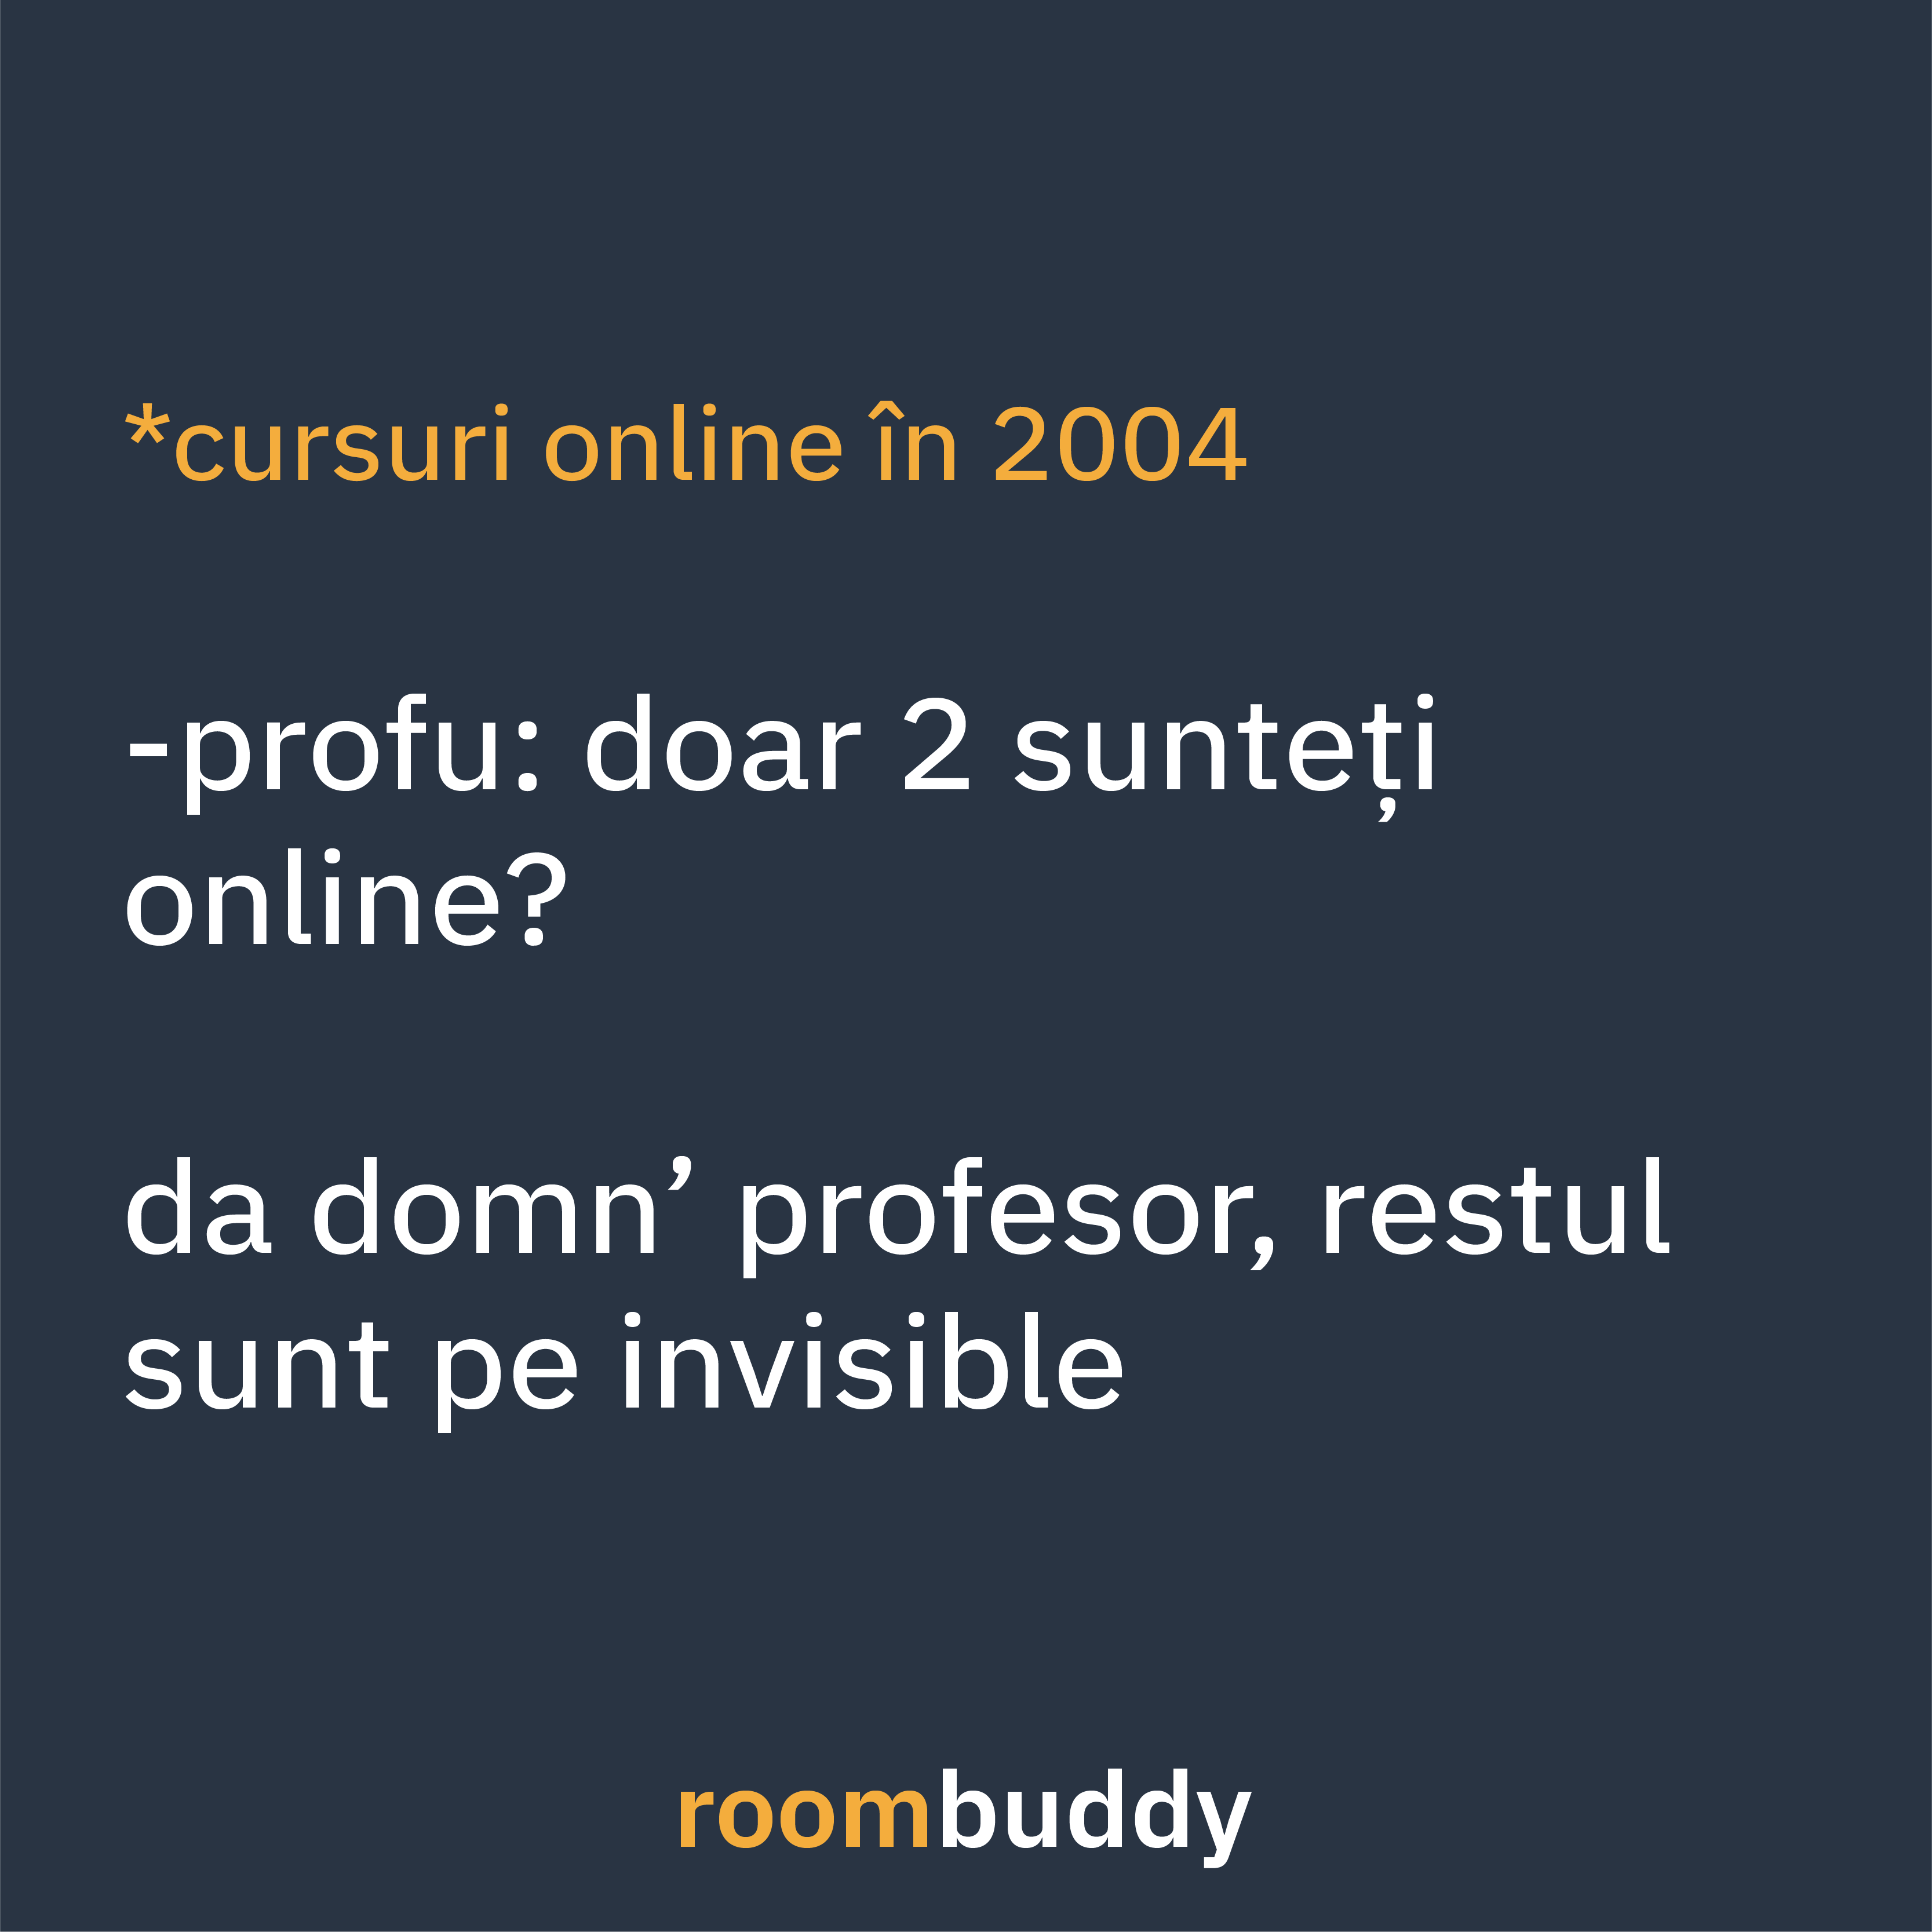 *cursuri online în 2004
-profu: doar 2 sunteți
online?
da domn’ profesor, restul
sunt pe invisible
roombuddy